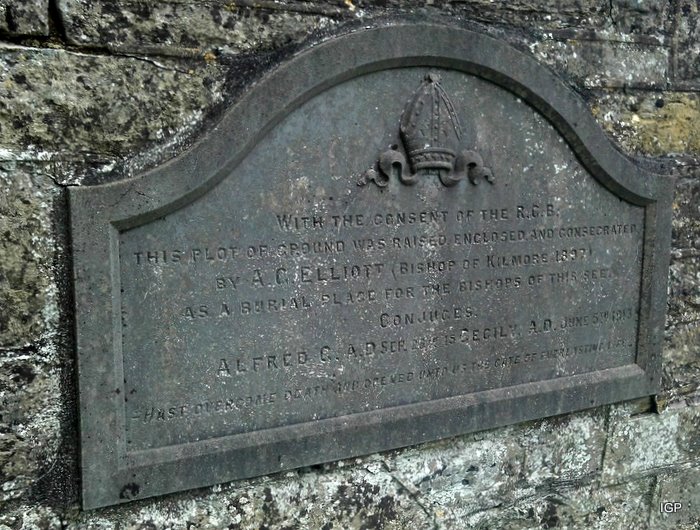 WITH THE CONSENT OF THE R.C.B.
THIS PLOT OF GROUND WAS RAISED ENCLOSED AND CONSECRATED
BY A.G. ELLIOTT (BISHOP OF KILMORE 1897)
AS A BURIAL PLACE FOR THE BISHOPS OF THIS SEE.
CONJUGES.
ALFRED G. A.D. SEP. CECILY, A.D. JUNE 5TH
HAST OVERCOME DEATH AND OPENED UNTO US THE GATE OF EVERLASTING LIFE
IGP